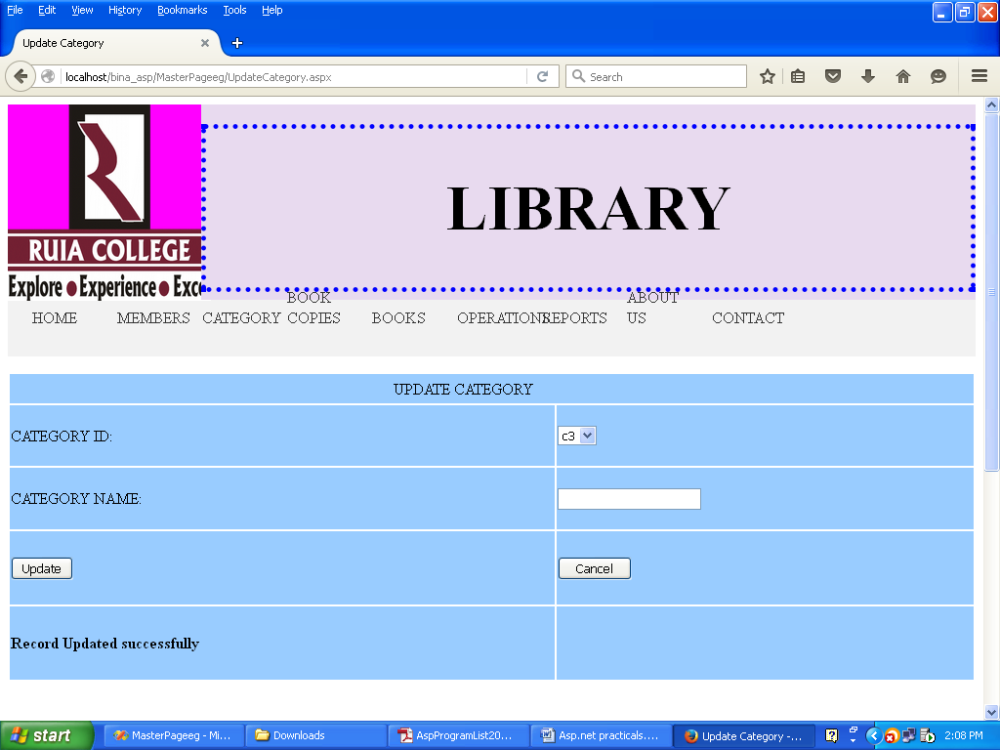 File Edit View History Bookmarks Tools Help
Update Category
localhost/bina_asp/MasterPageeg/UpdateCategory.aspx
Search
LIBRARY
RUIA COLLEGE
Explore Experience Exc
HOME MEMBERS CATEGORY BOOK COPIES BOOKS OPERATIONS REPORTS ABOUT US CONTACT
UPDATE CATEGORY
CATEGORY ID: c3
CATEGORY NAME:
Update Cancel
Record Updated successfully
start MasterPageeg - Mi... Downloads AspProgramList20... Asp.net practicals.... Update Category -... 2:08 PM